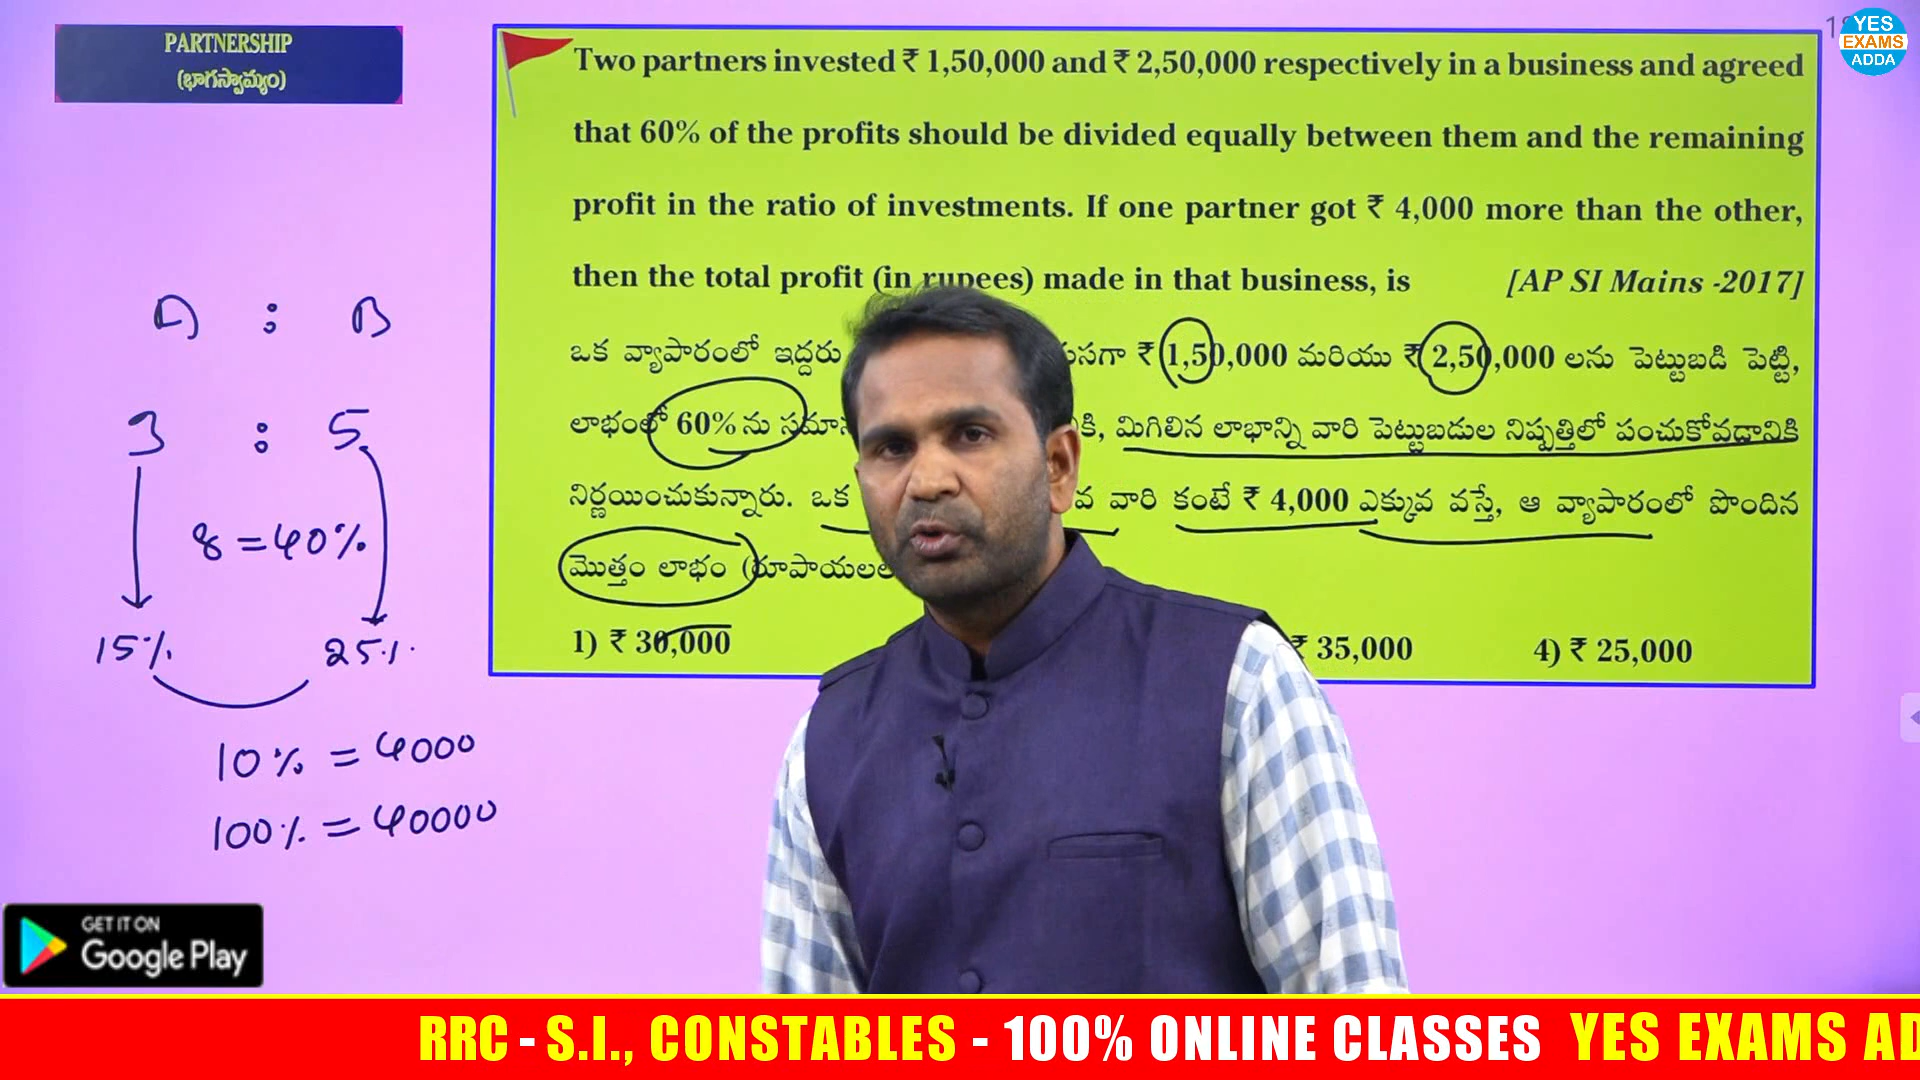 PARTNERSHIP
(భాగస్వామ్యం)
YES
EXAMS
ADDA
Two partners invested ₹ 1,50,000 and ₹ 2,50,000 respectively in a business and agreed
that 60% of the profits should be divided equally between them and the remaining
profit in the ratio of investments. If one partner got ₹ 4,000 more than the other,
then the total profit (in rupees) made in that business, is [AP SI Mains -2017]
ఒక వ్యాపారంలో ఇద్దరు ₹ 1,50,000 మరియు ₹ 2,50,000 లను పెట్టుబడి పెట్టి,
లాభంలో 60% ను మిగిలిన లాభాన్ని వారి పెట్టుబడుల నిష్పత్తిలో పంచుకోవడానికి
నిర్ణయించుకున్నారు. ఒక వారి కంటే ₹ 4,000 ఎక్కువ వస్తే, ఆ వ్యాపారంలో పొందిన
మొత్తం లాభం
1) ₹ 30,000 ₹ 35,000 4) ₹ 25,000
A : B
3 : 5
8 = 40%
15% 25%
10% = 4000
100% = 40000
GET IT ON
Google Play
RRC - S.I., CONSTABLES - 100% ONLINE CLASSES YES EXAMS AD